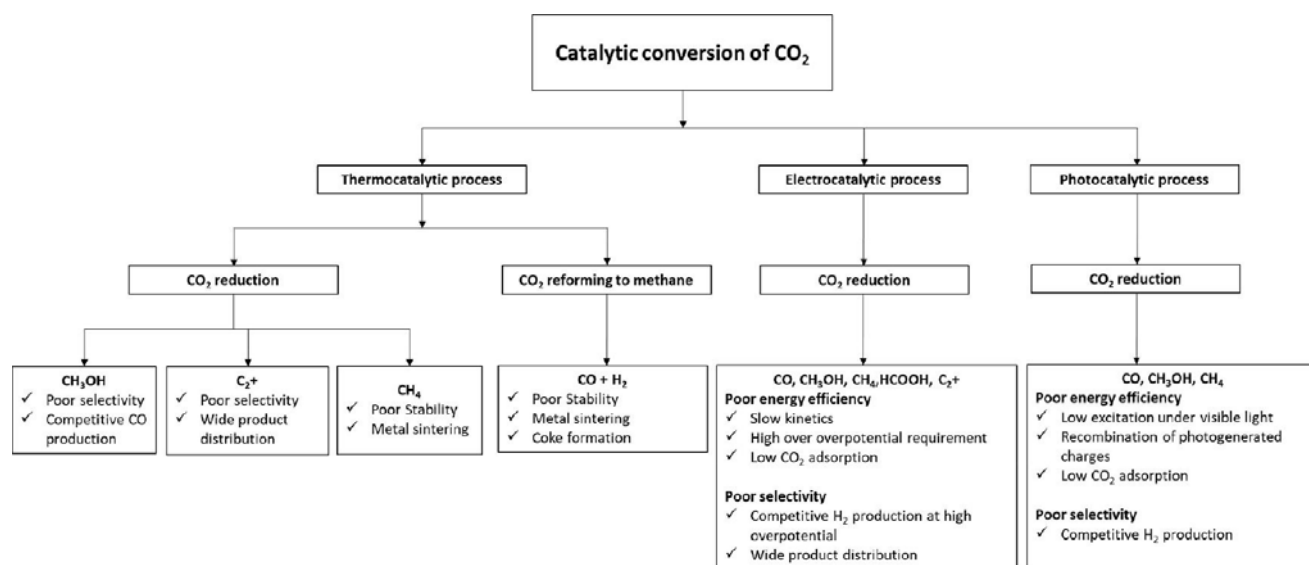 Catalytic conversion of CO₂
Thermocatalytic process
Electrocatalytic process
Photocatalytic process
CO₂ reduction
CO₂ reforming to methane
CO₂ reduction
CO₂ reduction
CH₃OH
✓ Poor selectivity
✓ Competitive CO
production
C₂+
✓ Poor selectivity
✓ Wide product
distribution
CH₄
✓ Poor Stability
✓ Metal sintering
CO + H₂
✓ Poor Stability
✓ Metal sintering
✓ Coke formation
CO, CH₃OH, CH₄,HCOOH, C₂+
Poor energy efficiency
✓ Slow kinetics
✓ High over overpotential requirement
✓ Low CO₂ adsorption
Poor selectivity
✓ Competitive H₂ production at high
overpotential
✓ Wide product distribution
CO, CH₃OH, CH₄
Poor energy efficiency
✓ Low excitation under visible light
✓ Recombination of photogenerated
charges
✓ Low CO₂ adsorption
Poor selectivity
✓ Competitive H₂ production